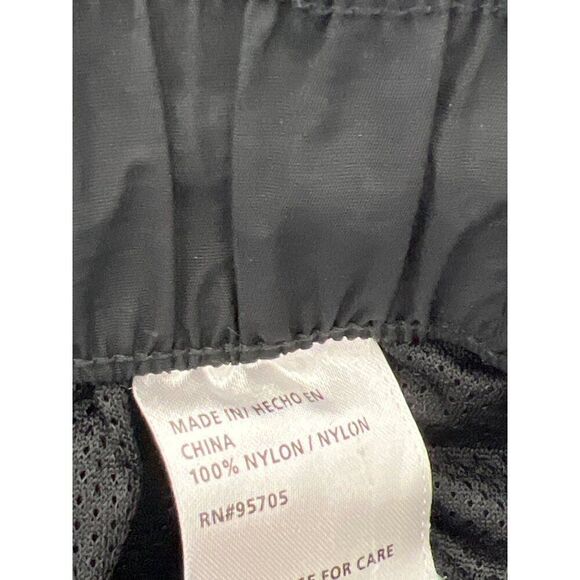 MADE IN/ HECHO EN
CHINA
100% NYLON / NYLON
RN#95705
FOR CARE